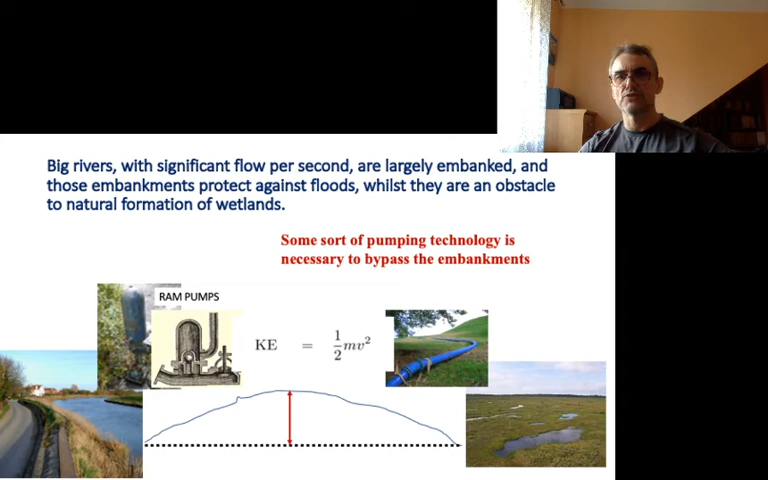 Big rivers, with significant flow per second, are largely embanked, and
those embankments protect against floods, whilst they are an obstacle
to natural formation of wetlands.
Some sort of pumping technology is
necessary to bypass the embankments
RAM PUMPS
KE = 1/2 mv²